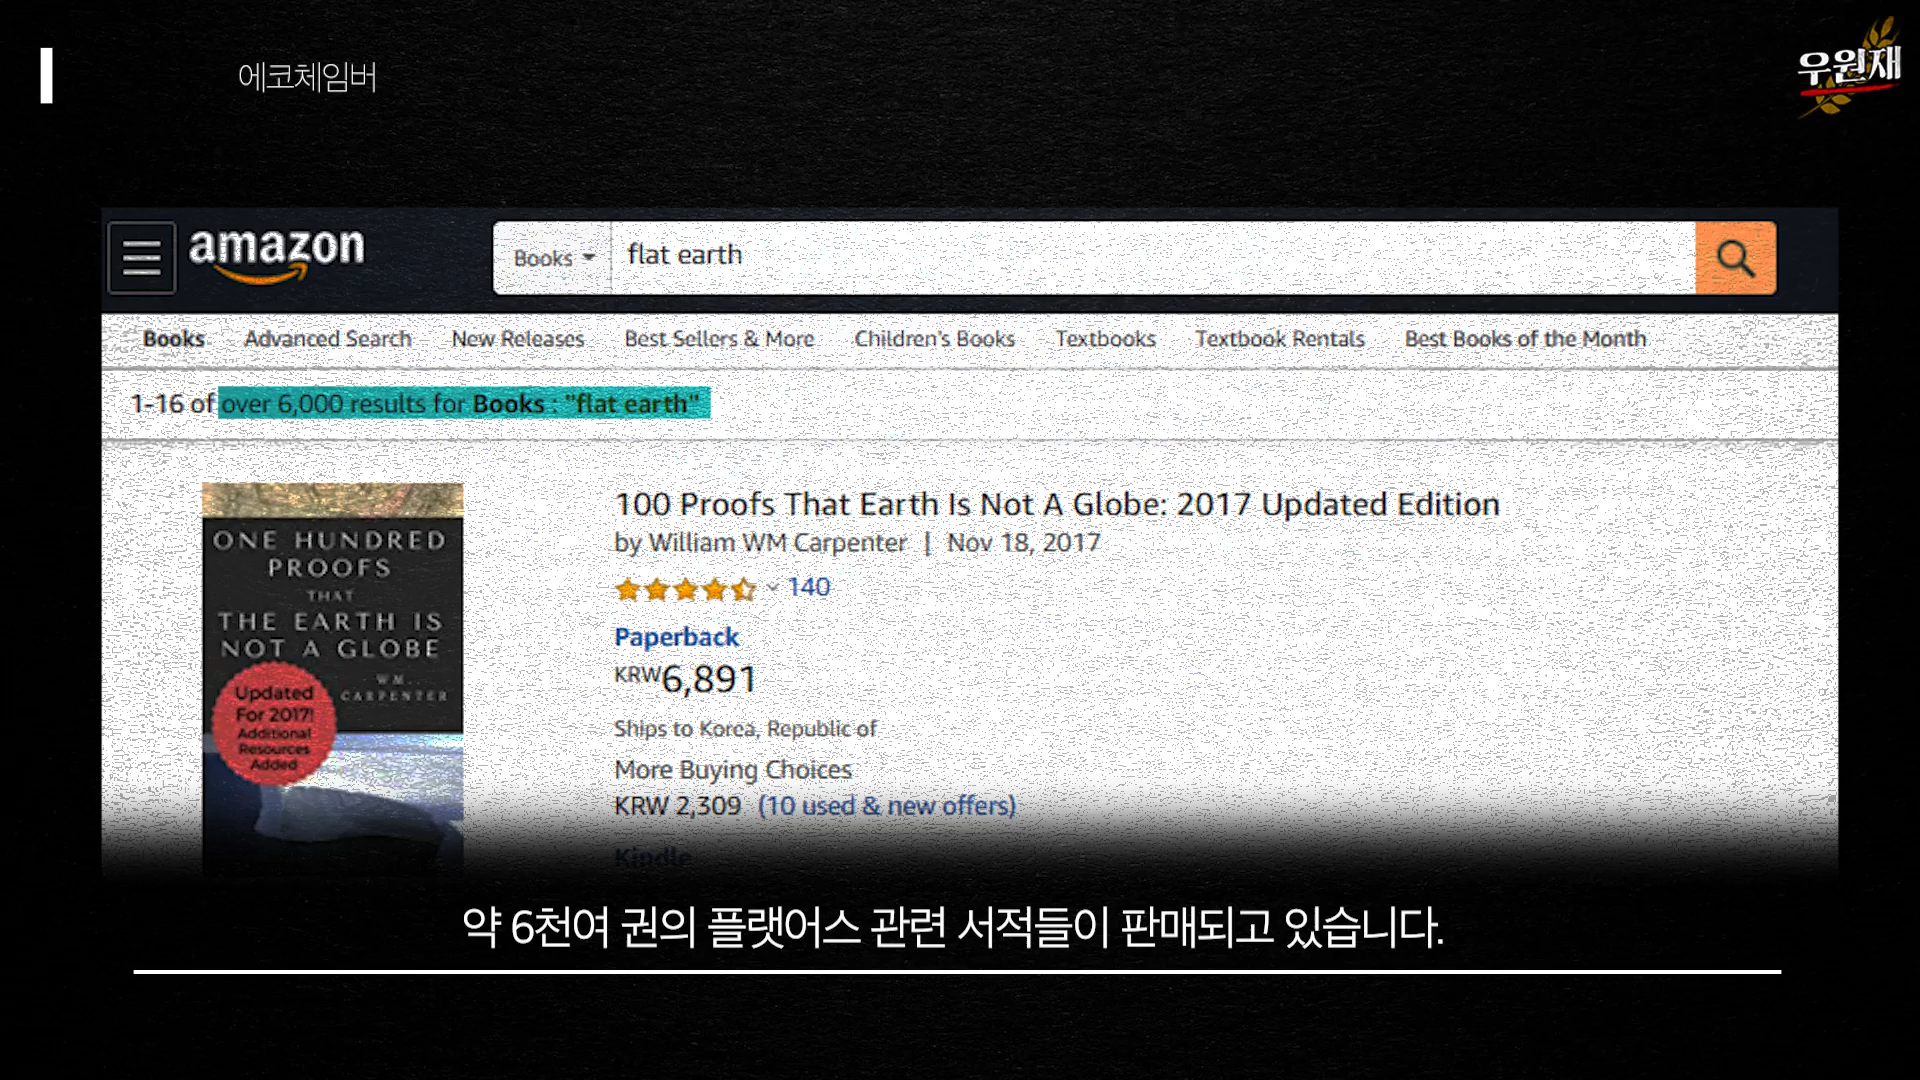 에코체임버
우원재
amazon
Books
flat earth
Books Advanced Search New Releases Best Sellers & More Children's Books Textbooks Textbook Rentals Best Books of the Month
1-16 of over 6,000 results for Books : "flat earth"
ONE HUNDRED
PROOFS
THAT
THE EARTH IS
NOT A GLOBE
WM.
CARPENTER
Updated
For 2017!
Additional
Resources
Added
100 Proofs That Earth Is Not A Globe: 2017 Updated Edition
by William WM Carpenter | Nov 18, 2017
140
Paperback
KRW6,891
Ships to Korea, Republic of
More Buying Choices
KRW 2,309 (10 used & new offers)
Kindle
약 6천여 권의 플랫어스 관련 서적들이 판매되고 있습니다.